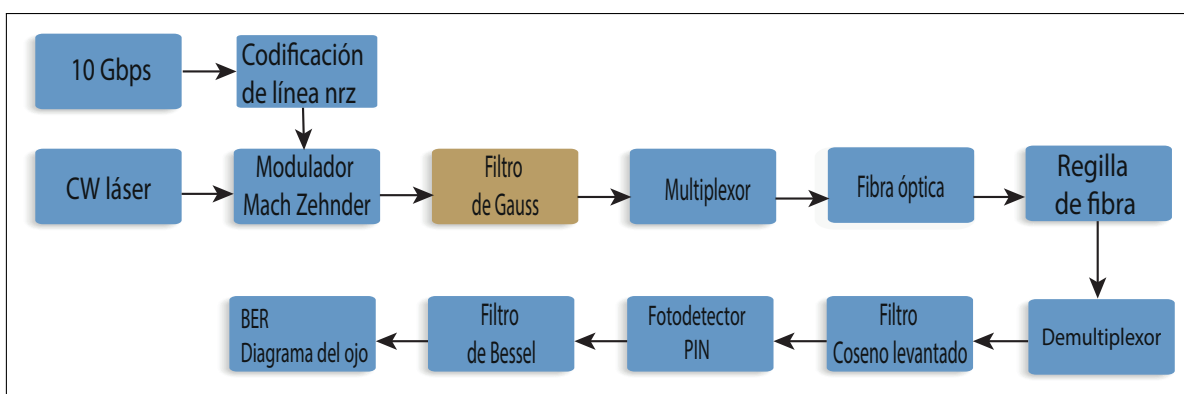 10 Gbps
Codificación
de línea nrz
CW láser
Modulador
Mach Zehnder
Filtro
de Gauss
Multiplexor
Fibra óptica
Regilla
de fibra
BER
Diagrama del ojo
Filtro
de Bessel
Fotodetector
PIN
Filtro
Coseno levantado
Demultiplexor